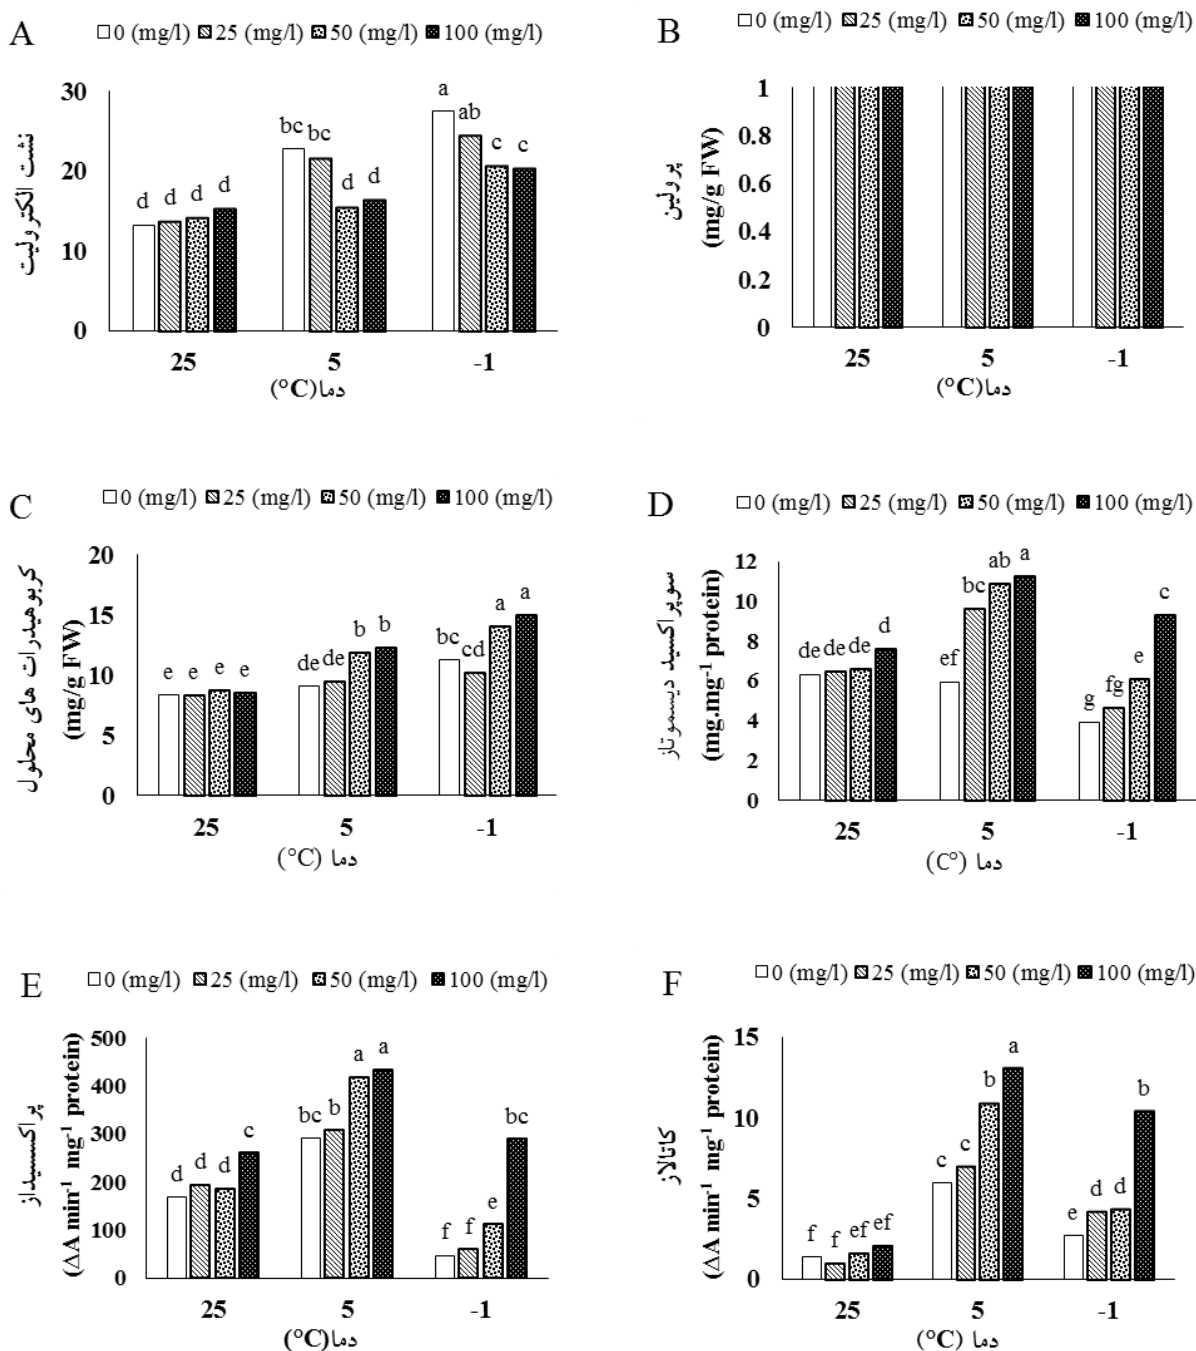 A
0 (mg/l) 25 (mg/l) 50 (mg/l) 100 (mg/l)
نشت الکترولیت
30
20
10
0
d d d d
bc bc d d
a ab c c
25 5 -1
دما(°C)
B
0 (mg/l) 25 (mg/l) 50 (mg/l) 100 (mg/l)
پرولین
(mg/g FW)
1
0.8
0.6
0.4
0.2
0
25 5 -1
دما(°C)
C
0 (mg/l) 25 (mg/l) 50 (mg/l) 100 (mg/l)
کربوهیدرات های محلول
(mg/g FW)
20
15
10
5
0
e e e e
de de b b
bc cd a a
25 5 -1
دما (°C)
D
0 (mg/l) 25 (mg/l) 50 (mg/l) 100 (mg/l)
سوپراکسید دیسموتاز
(mg.mg-1 protein)
12
10
8
6
4
2
0
de de de d
ef bc ab a
g fg e c
25 5 -1
دما (C°)
E
0 (mg/l) 25 (mg/l) 50 (mg/l) 100 (mg/l)
پراکسیداز
(ΔA min-1 mg-1 protein)
500
400
300
200
100
0
d d d c
bc b a a
f f e bc
25 5 -1
دما(°C)
F
0 (mg/l) 25 (mg/l) 50 (mg/l) 100 (mg/l)
کاتالاز
(ΔA min-1 mg-1 protein)
15
10
5
0
f f ef ef
c c b a
e d d b
25 5 -1
دما (°C)